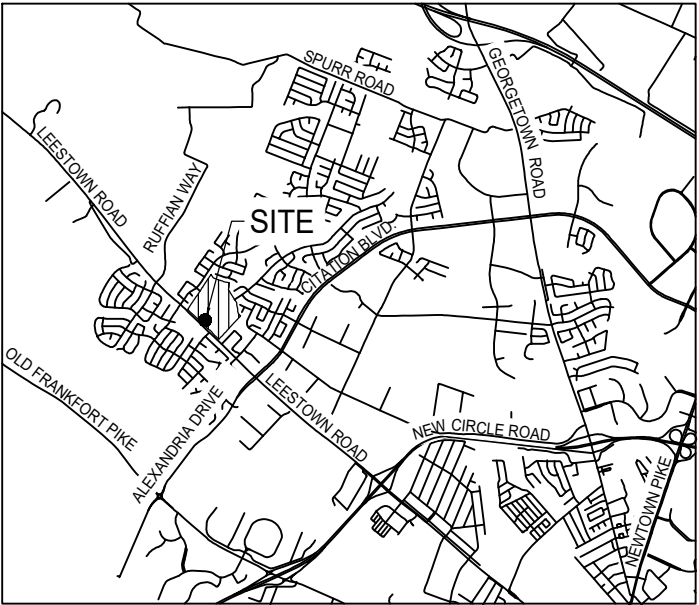 SPURR ROAD
GEORGETOWN ROAD
LEESTOWN ROAD
RUFFIAN WAY
SITE
CITATION BLVD.
OLD FRANKFORT PIKE
ALEXANDRIA DRIVE
LEESTOWN ROAD
NEW CIRCLE ROAD
NEWTOWN PIKE